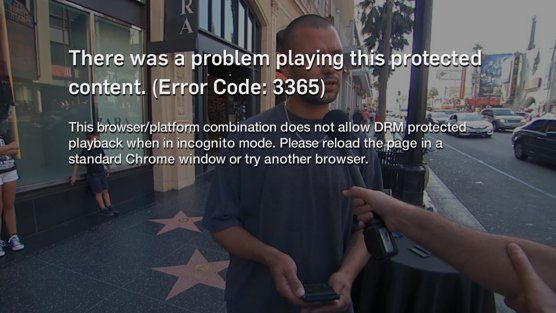 ZARA
There was a problem playing this protected
content. (Error Code: 3365)
This browser/platform combination does not allow DRM protected
playback when in incognito mode. Please reload the page in a
standard Chrome window or try another browser.